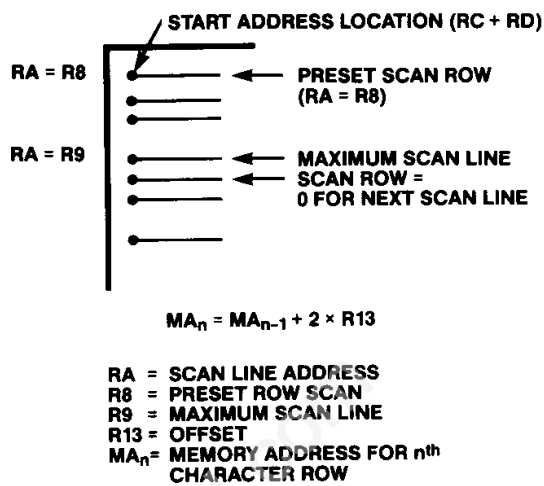 START ADDRESS LOCATION (RC + RD)
RA = R8
PRESET SCAN ROW
(RA = R8)
RA = R9
MAXIMUM SCAN LINE
SCAN ROW =
0 FOR NEXT SCAN LINE
MAn = MAn-1 + 2 × R13
RA = SCAN LINE ADDRESS
R8 = PRESET ROW SCAN
R9 = MAXIMUM SCAN LINE
R13 = OFFSET
MAn= MEMORY ADDRESS FOR nth
CHARACTER ROW